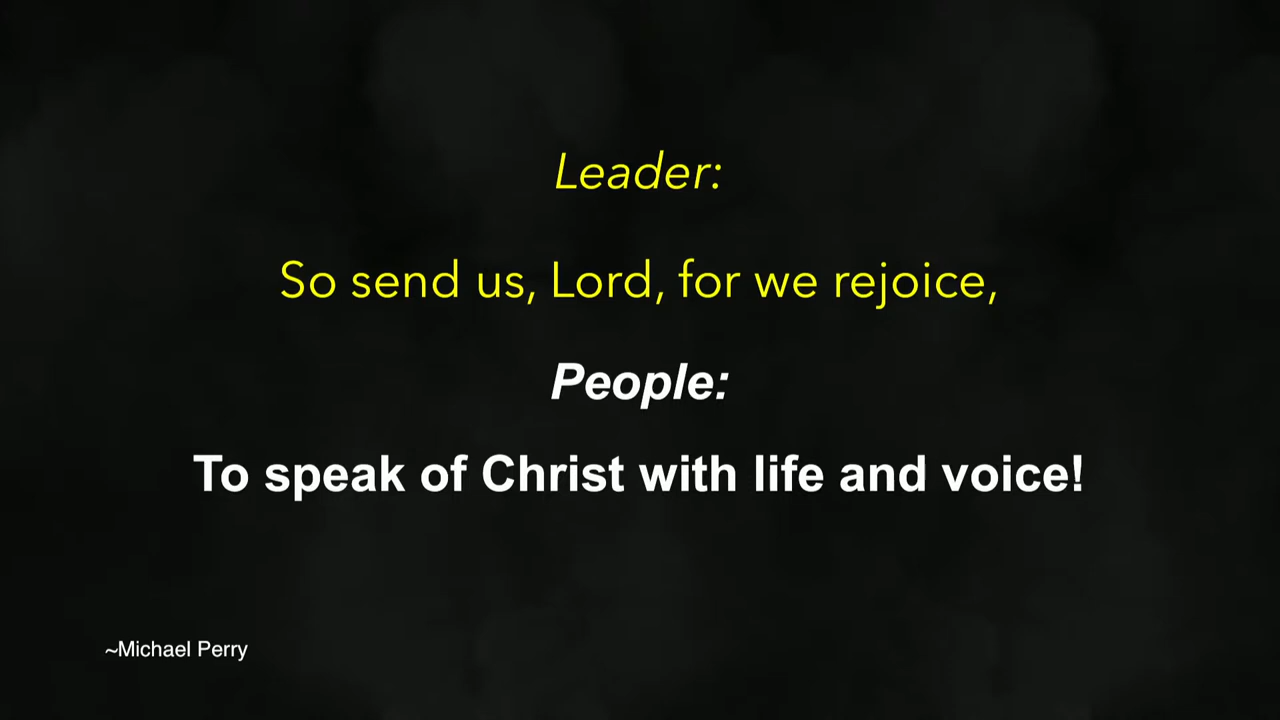 Leader:
So send us, Lord, for we rejoice,
People:
To speak of Christ with life and voice!
~Michael Perry